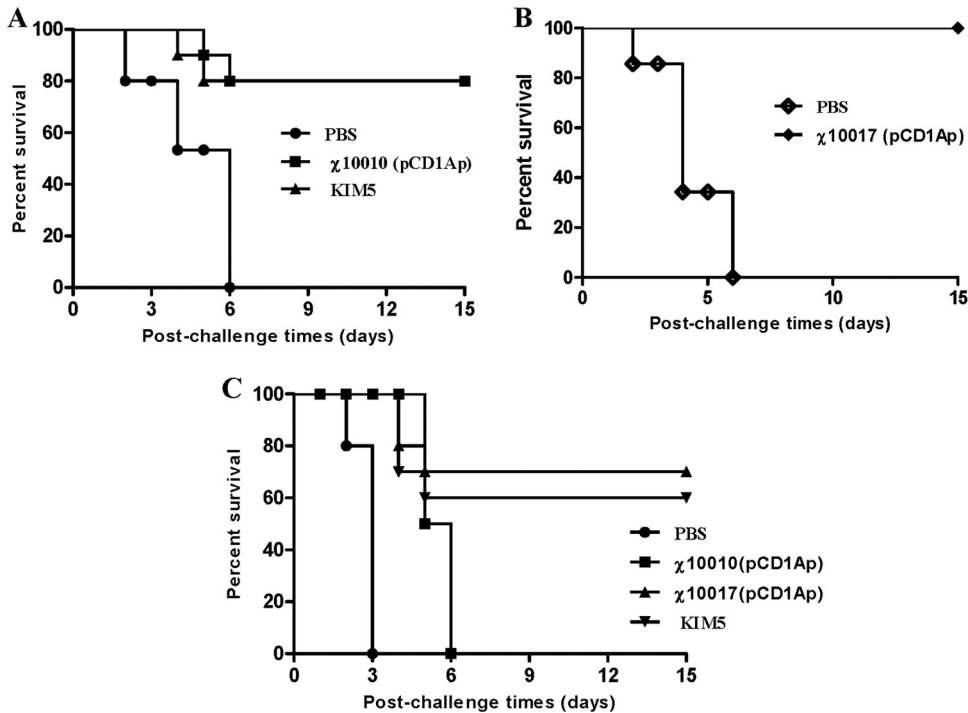 A
Percent survival
100
80
60
40
20
0
0 3 6 9 12 15
Post-challenge times (days)
PBS
χ10010 (pCD1Ap)
KIM5
B
Percent survival
100
80
60
40
20
0
0 5 10 15
Post-challenge times (days)
PBS
χ10017 (pCD1Ap)
C
Percent survival
100
80
60
40
20
0
0 3 6 9 12 15
Post-challenge times (days)
PBS
χ10010(pCD1Ap)
χ10017(pCD1Ap)
KIM5